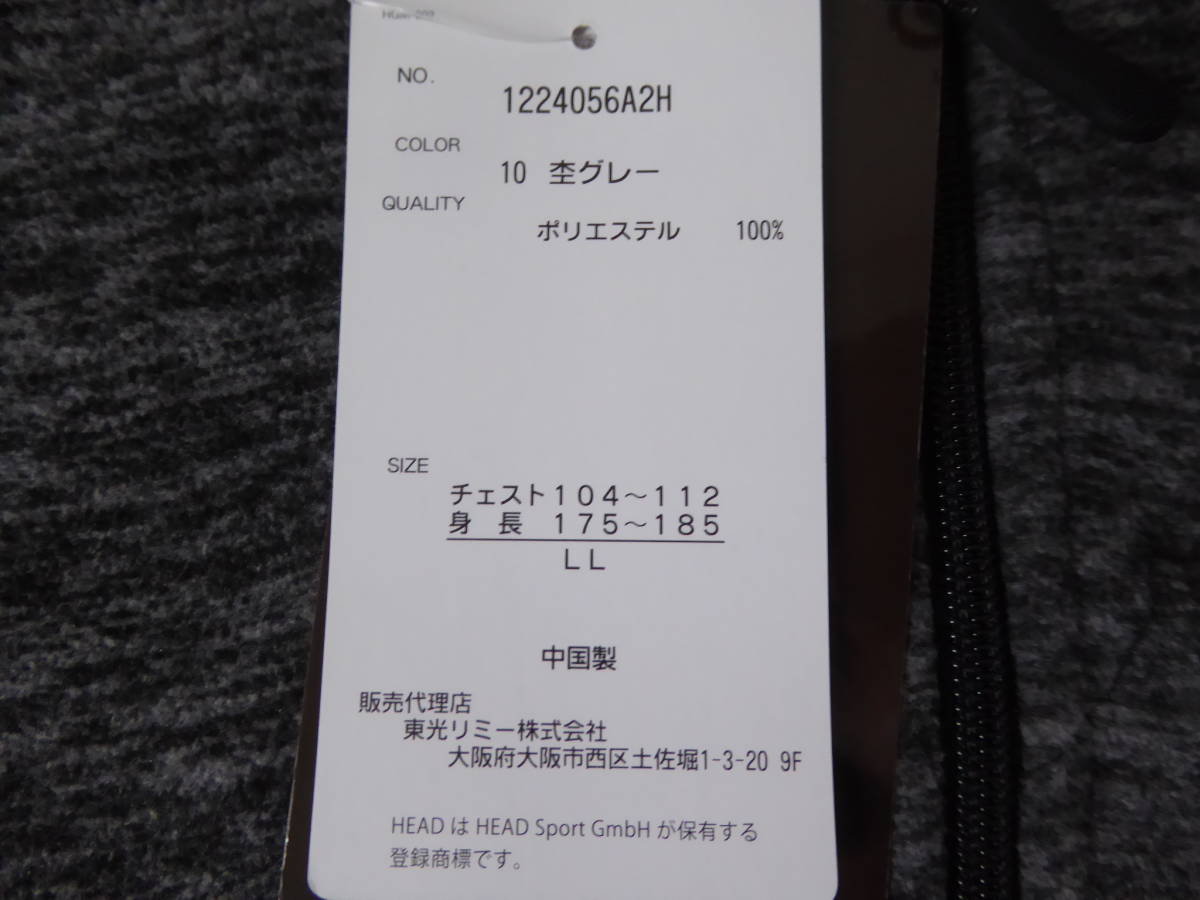 NO.
1224056A2H
COLOR
10 杢グレー
QUALITY
ポリエステル 100%
SIZE
チェスト104～112
身 長 175～185
LL
中国製
販売代理店
東光リミー株式会社
大阪府大阪市西区土佐堀1-3-20 9F
HEAD は HEAD Sport GmbH が保有する
登録商標です。